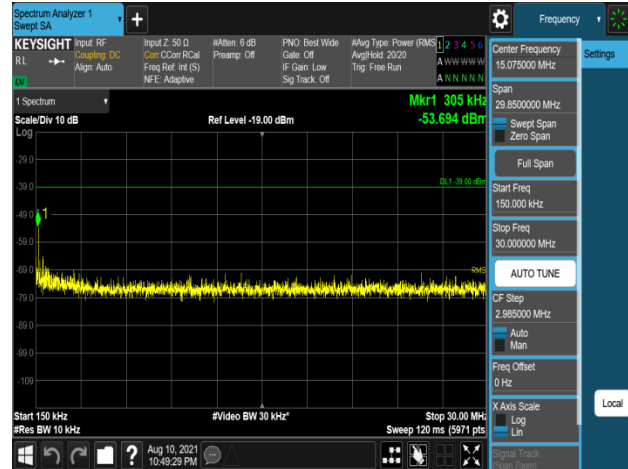 Spectrum Analyzer 1
Swept SA
Frequency
KEYSIGHT
RL
LV
Input: RF
Coupling: DC
Align: Auto
Input Z: 50 Ω
Corr CCorr RCal
Freq Ref: Int (S)
NFE: Adaptive
#Atten: 6 dB
Preamp: Off
PNO: Best Wide
Gate: Off
IF Gain: Low
Sig Track: Off
#Avg Type: Power (RMS
Avg|Hold: 20/20
Trig: Free Run
1 2 3 4 5 6
A W W W W W
A N N N N N
1 Spectrum
Scale/Div 10 dB
Log
Ref Level -19.00 dBm
Mkr1 305 kHz
-53.694 dBm
-29.0
-39.0
-49.0
-59.0
-69.0
-79.0
-89.0
-99.0
-109
DL1 -39.00 dBm
1
RMS
Start 150 kHz
#Res BW 10 kHz
#Video BW 30 kHz*
Stop 30.00 MHz
Sweep 120 ms (5971 pts
Aug 10, 2021
10:49:29 PM
Center Frequency
15.075000 MHz
Span
29.8500000 MHz
Swept Span
Zero Span
Full Span
Start Freq
150.000 kHz
Stop Freq
30.000000 MHz
AUTO TUNE
CF Step
2.985000 MHz
Auto
Man
Freq Offset
0 Hz
X Axis Scale
Log
Lin
Signal Track
(Span Zoom)
Settings
Local